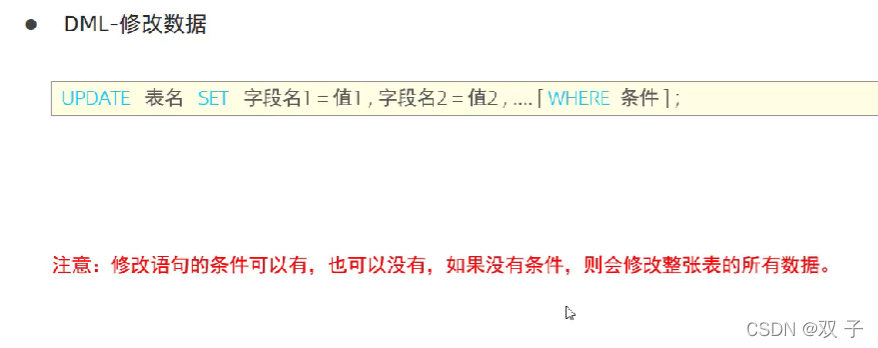 ● DML-修改数据
UPDATE 表名 SET 字段名1 = 值1 , 字段名2 = 值2 , .... [ WHERE 条件 ] ;
注意：修改语句的条件可以有，也可以没有，如果没有条件，则会修改整张表的所有数据。
CSDN @双 子